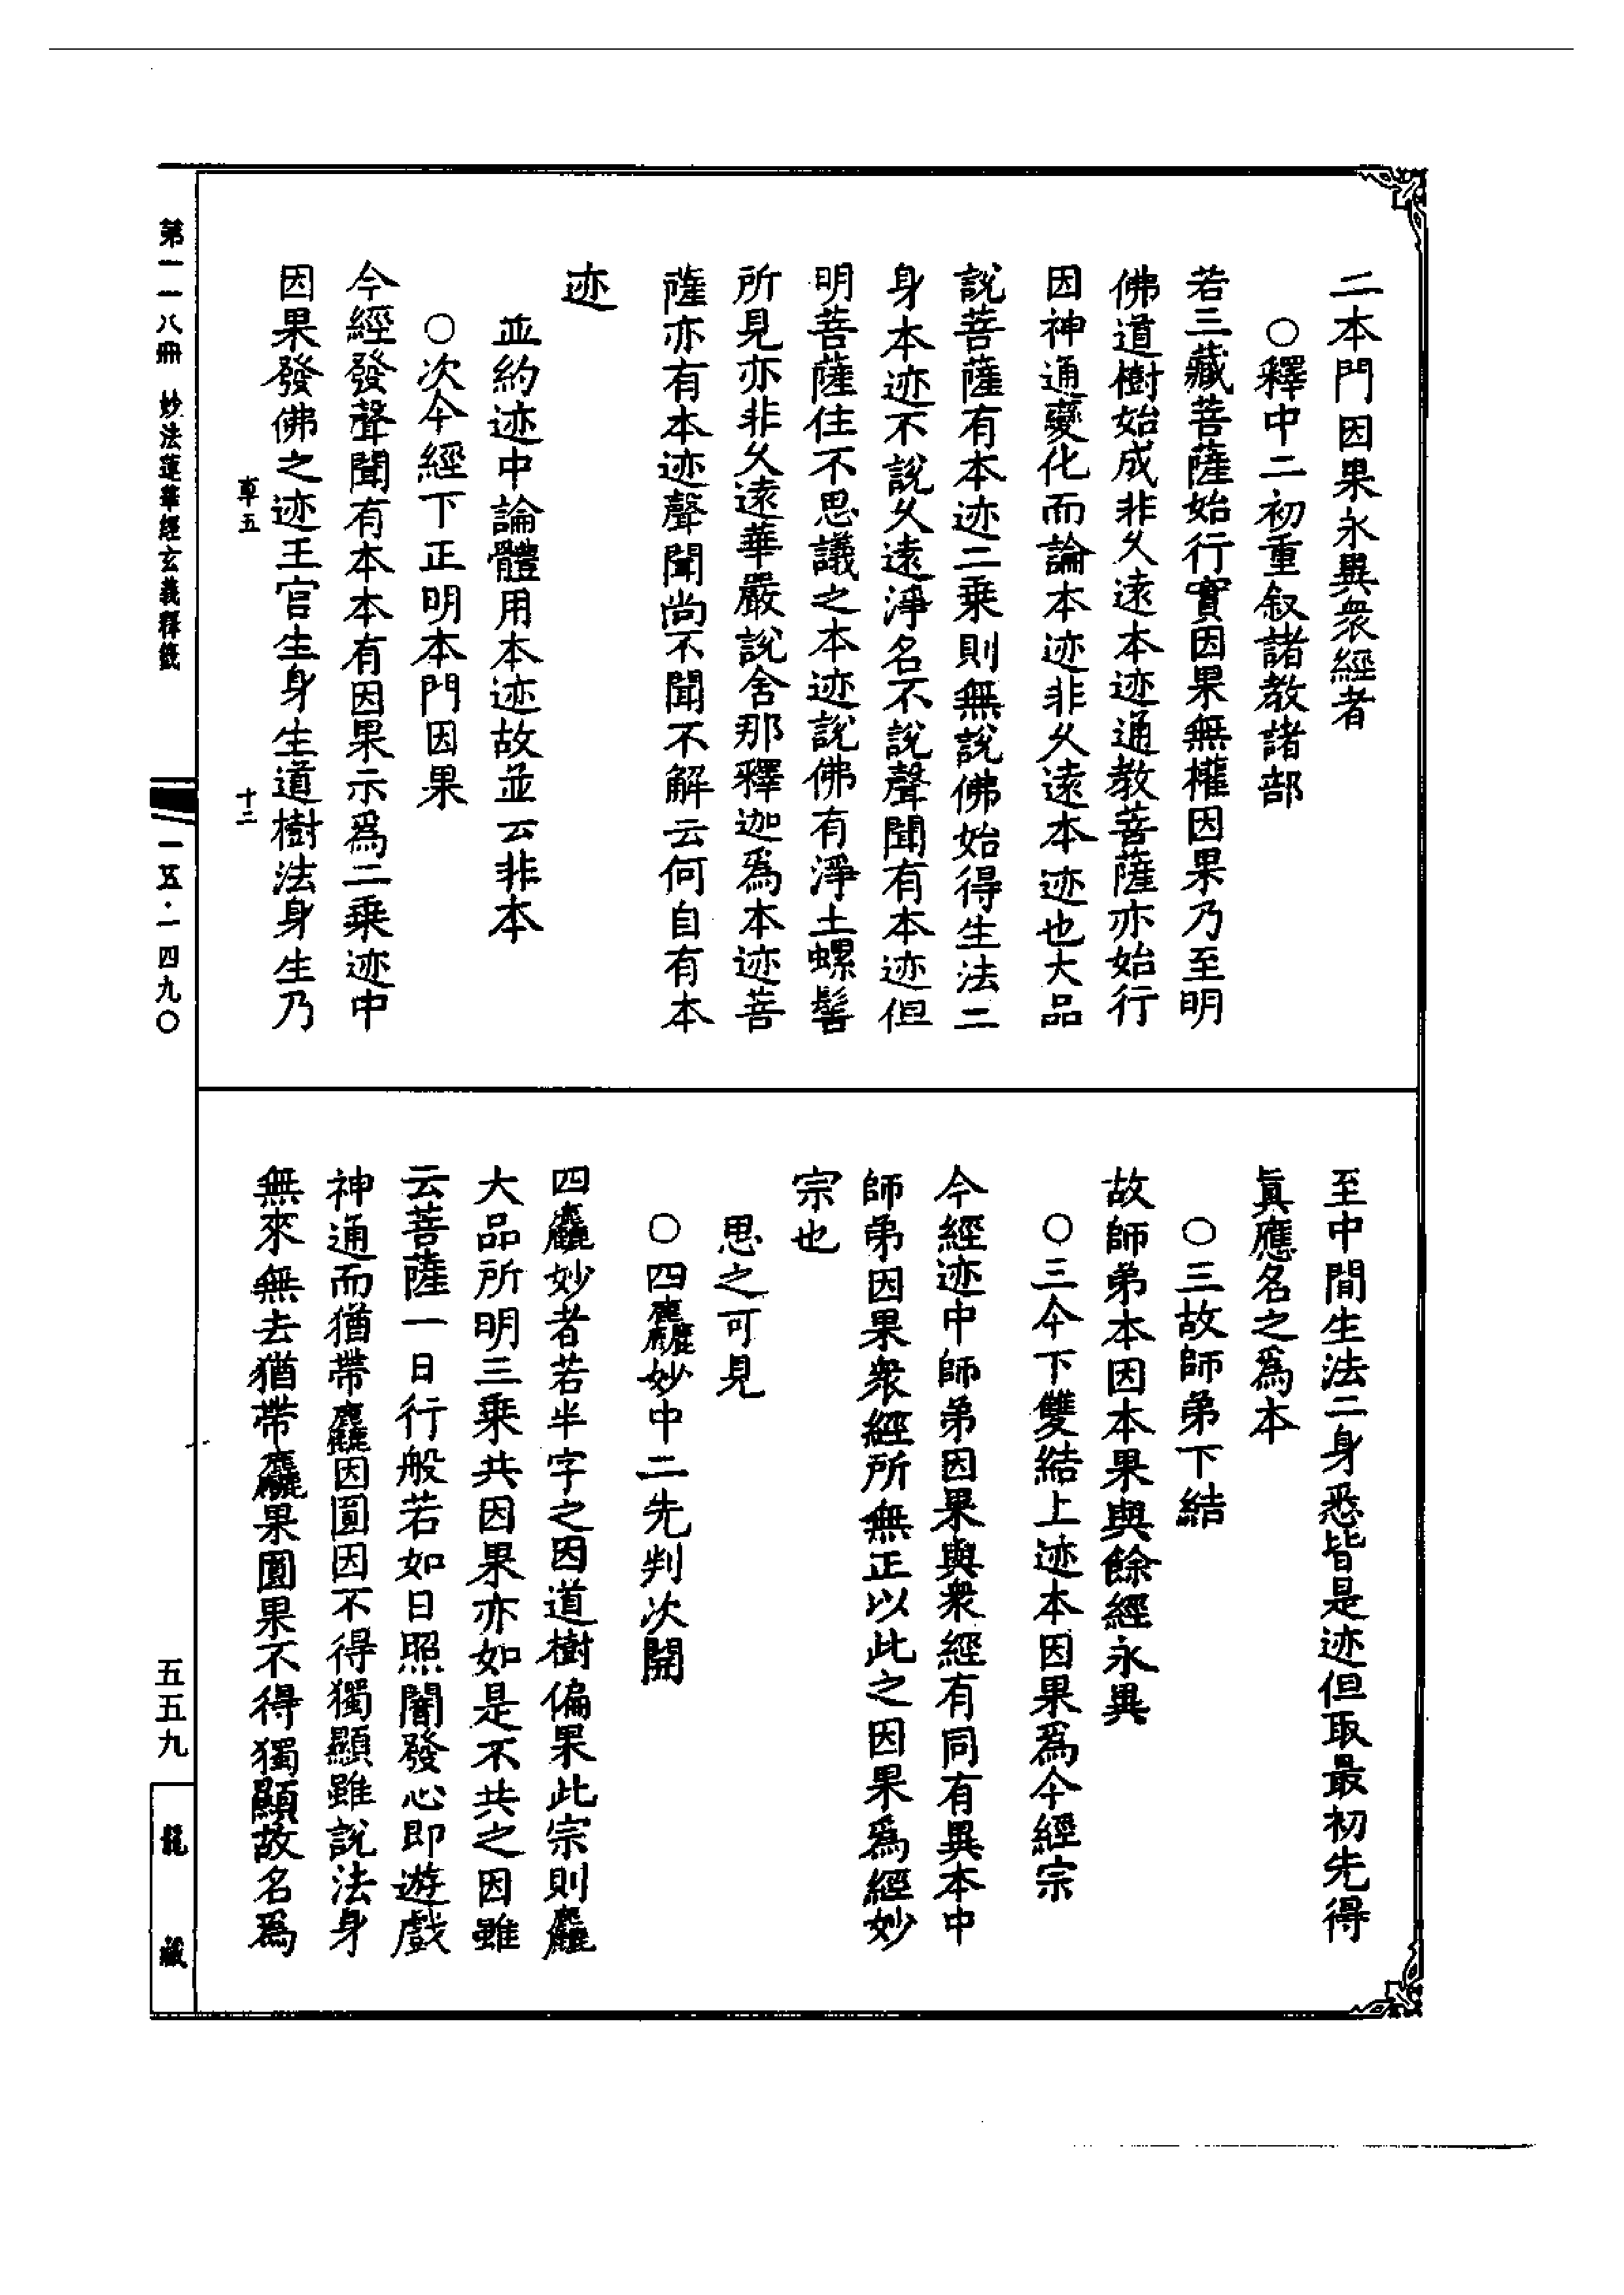 二本門因果永異衆經者
○釋中二初重叙諸教諸部
若三藏菩薩始行實因果無權因果乃至明
佛道樹始成非久遠本迹通教菩薩亦始行
因神通變化而論本迹非久遠本迹也大品
說菩薩有本迹二乗則無說佛始得生法二
身本迹不說久遠淨名不說聲聞有本迹但
明菩薩住不思議之本迹說佛有淨土螺髻
所見亦非久遠華嚴說舍那釋迦爲本迹菩
薩亦有本迹聲聞尚不聞不解云何自有本
迹
並約迹中論體用本迹故並云非本
○次今經下正明本門因果
今經發聲聞有本本有因果示爲二乗迹中
因果發佛之迹王宮生身生道樹法身生乃
至中間生法二身悉皆是迹但取最初先得
眞應名之爲本
○三故師弟下結
故師弟本因本果與餘經永異
○三今下雙結上迹本因果爲今經宗
今經迹中師弟因果與衆經有同有異本中
師弟因果衆經所無正以此之因果爲經妙
宗也
思之可見
○四麤妙中二先判次開
四麤妙者若半字之因道樹偏果此宗則麤
大品所明三乗共因果亦如是不共之因雖
云菩薩一日行般若如日照闇發心即遊戲
神通而猶帶麤因圓因不得獨顯雖說法身
無來無去猶帶麤果圓果不得獨顯故名爲
車五
十二
第一一八冊 妙法蓮華經玄義釋籤
一五·一四九〇
五五九
龍藏